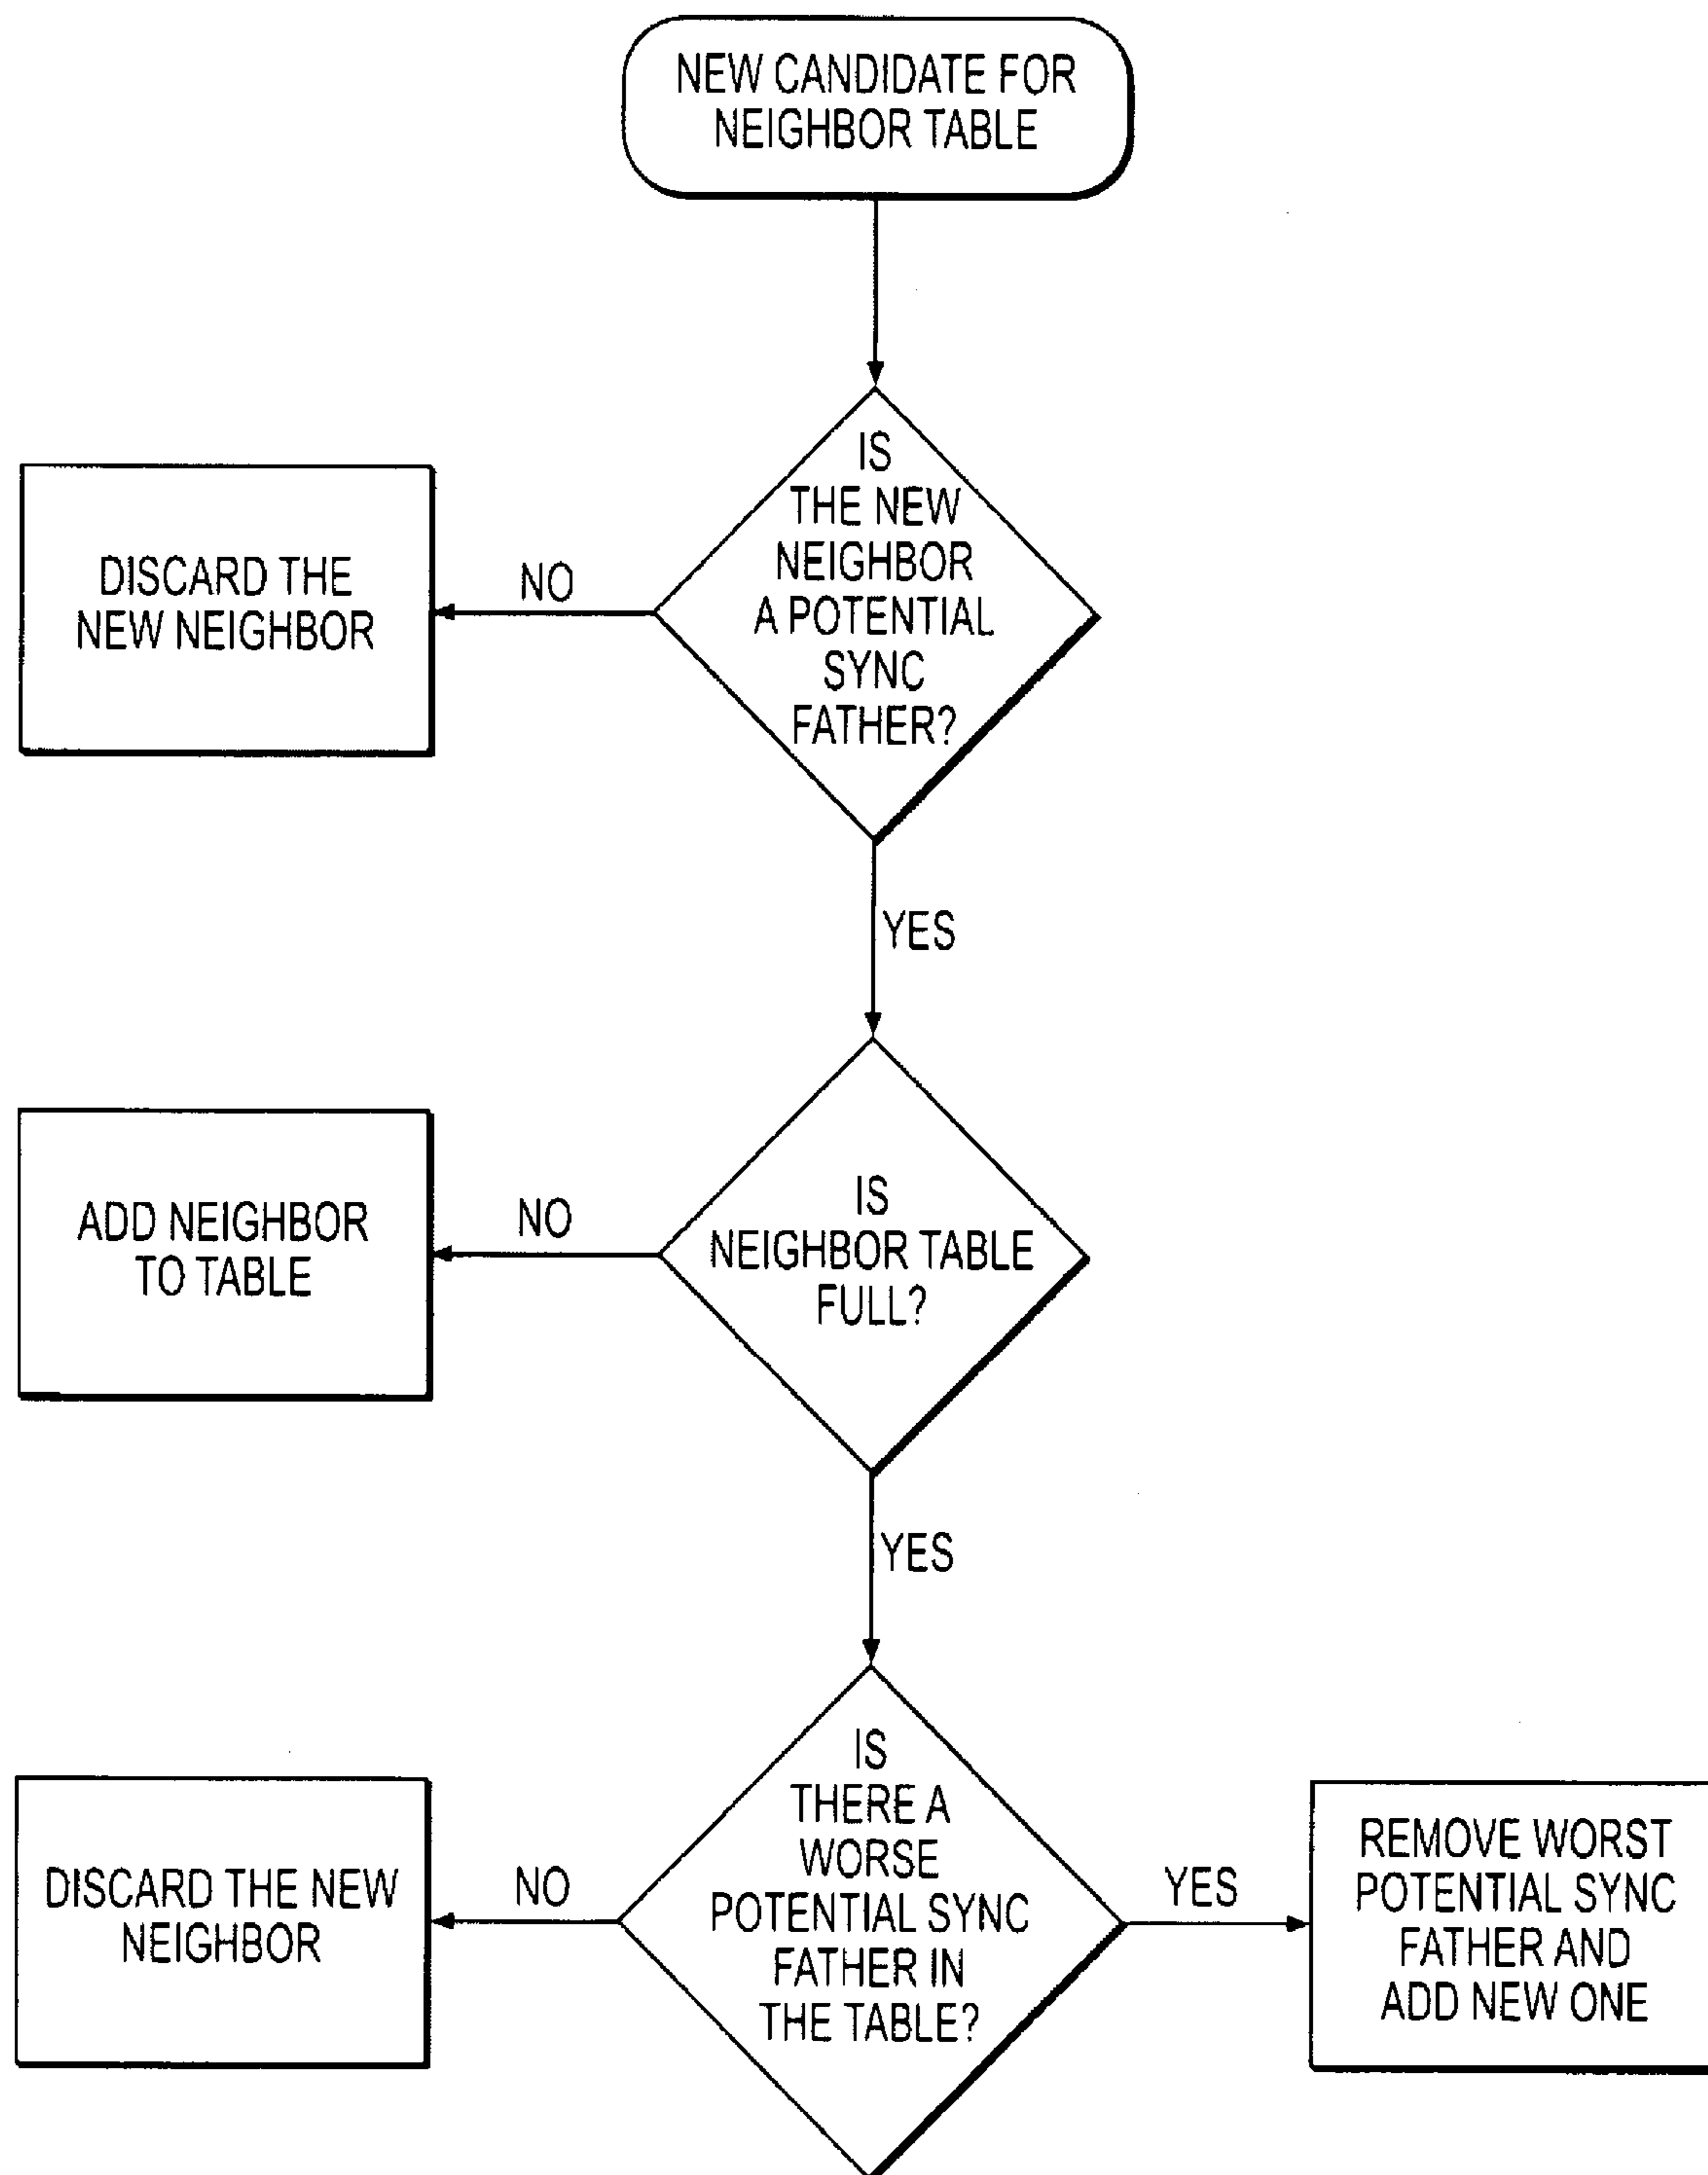 NEW CANDIDATE FOR
NEIGHBOR TABLE
IS
THE NEW
NEIGHBOR
A POTENTIAL
SYNC
FATHER?
NO
DISCARD THE
NEW NEIGHBOR
YES
IS
NEIGHBOR TABLE
FULL?
NO
ADD NEIGHBOR
TO TABLE
YES
IS
THERE A
WORSE
POTENTIAL SYNC
FATHER IN
THE TABLE?
NO
DISCARD THE NEW
NEIGHBOR
YES
REMOVE WORST
POTENTIAL SYNC
FATHER AND
ADD NEW ONE